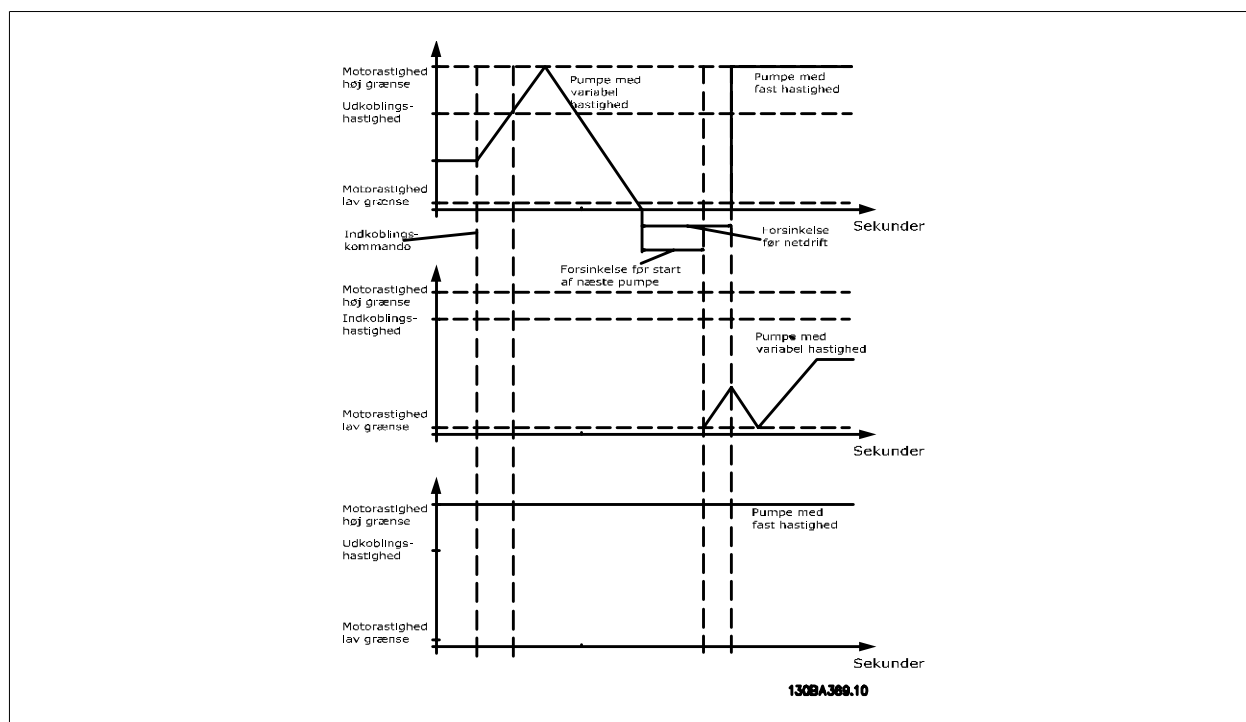 Motorastighed
høj grænse
Udkoblings-
hastighed
Motorastighed
lav grænse
Pumpe med
variabel
hastighed
Pumpe med
fast hastighed
Sekunder
Indkoblings-
kommando
Forsinkelse
før netdrift
Forsinkelse før start
af næste pumpe
Motorastighed
høj grænse
Indkoblings-
hastighed
Pumpe med
variabel hastighed
Motorastighed
lav grænse
Sekunder
Motorastighed
høj grænse
Pumpe med
fast hastighed
Udkoblings-
hastighed
Motorastighed
lav grænse
Sekunder
130BA369.10